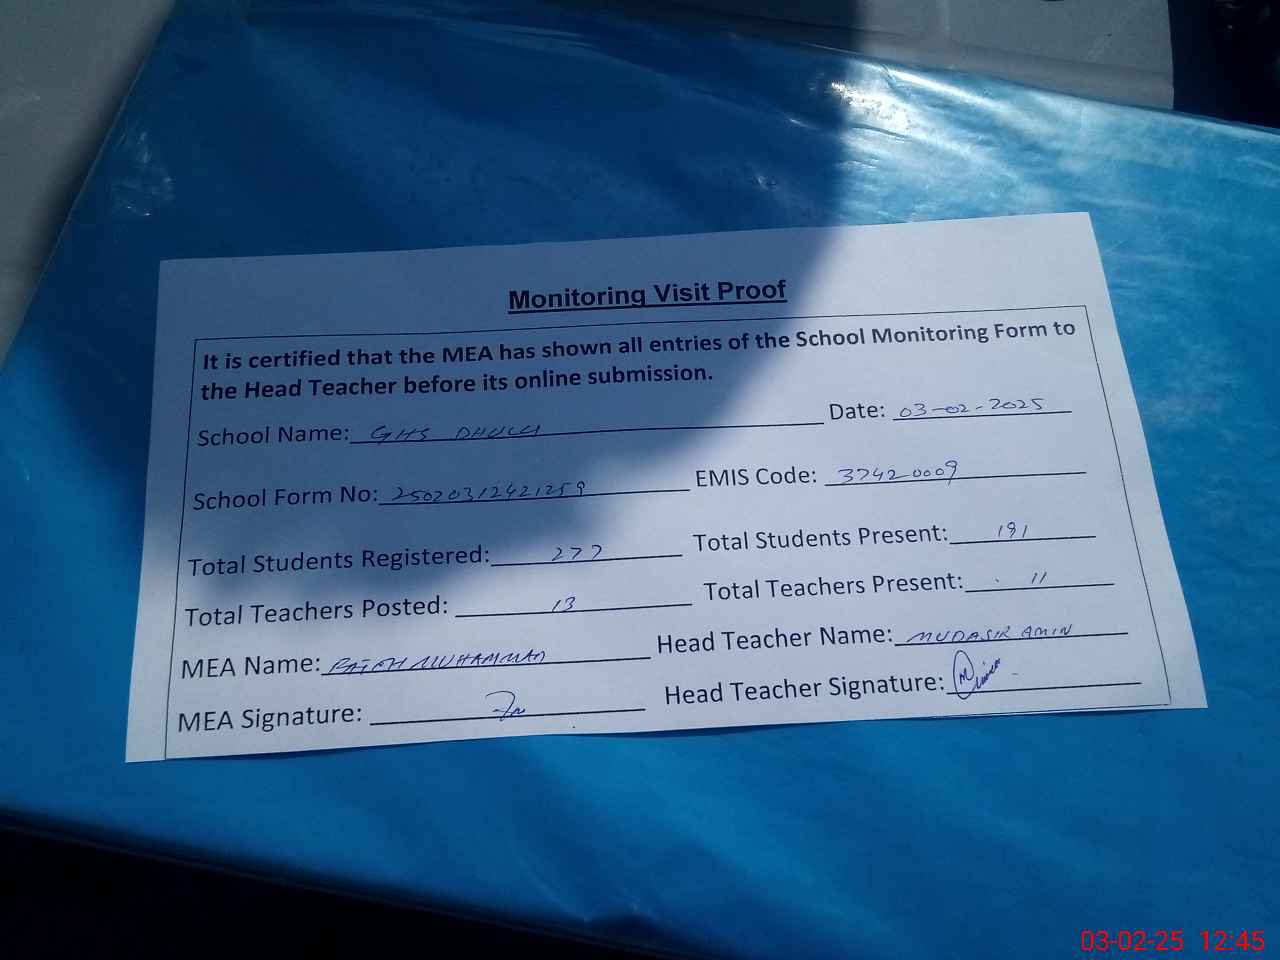 Monitoring Visit Proof
It is certified that the MEA has shown all entries of the School Monitoring Form to
the Head Teacher before its online submission.
School Name: GHS DHULLI Date: 03-02-2025
School Form No: 25020312421259 EMIS Code: 37420009
Total Students Registered: 277 Total Students Present: 191
Total Teachers Posted: 13 Total Teachers Present: 11
MEA Name: FATEH MUHAMMAD Head Teacher Name: MUDASIR AMIN
MEA Signature: Head Teacher Signature:
03-02-25 12:45